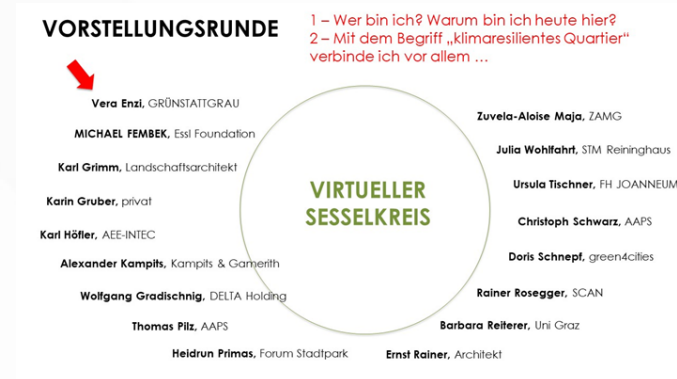 VORSTELLUNGSRUNDE
1 – Wer bin ich? Warum bin ich heute hier?
2 – Mit dem Begriff „klimaresilientes Quartier“
verbinde ich vor allem …
Vera Enzi, GRÜNSTATTGRAU
MICHAEL FEMBEK, Essl Foundation
Karl Grimm, Landschaftsarchitekt
Karin Gruber, privat
Karl Höfler, AEE-INTEC
Alexander Kampits, Kampits & Gamerith
Wolfgang Gradischnig, DELTA Holding
Thomas Pilz, AAPS
Heidrun Primas, Forum Stadtpark
VIRTUELLER
SESSELKREIS
Zuvela-Aloise Maja, ZAMG
Julia Wohlfahrt, STM Reininghaus
Ursula Tischner, FH JOANNEUM
Christoph Schwarz, AAPS
Doris Schnepf, green4cities
Rainer Rosegger, SCAN
Barbara Reiterer, Uni Graz
Ernst Rainer, Architekt